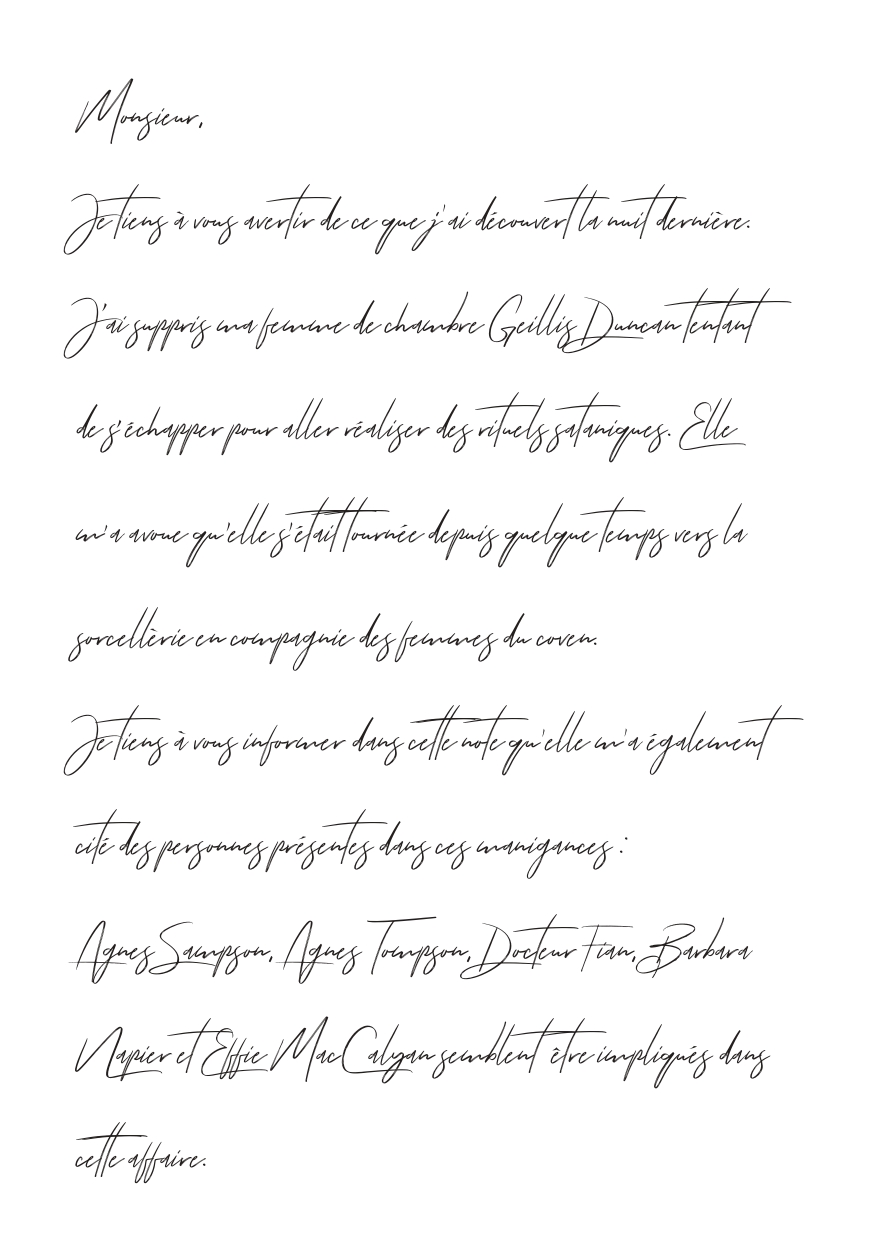 Monsieur,
Je tiens à vous avertir de ce que j'ai découvert la nuit dernière.
J'ai suppris ma femme de chambre Geillis Duncan tentant
de s'échapper pour aller réaliser des rituels sataniques. Elle
m'a avoue qu'elle s'était tournée depuis quelque temps vers la
sorcellèrie en compagnie des femmes du coven.
Je tiens à vous informer dans cette note qu'elle m'a également
cité des personnes présentes dans ces manigances :
Agnes Sampson, Agnes Tompson, Docteur Fian, Barbara
Napier et Effie Mac Calyan semblent être impliqués dans
cette affaire.